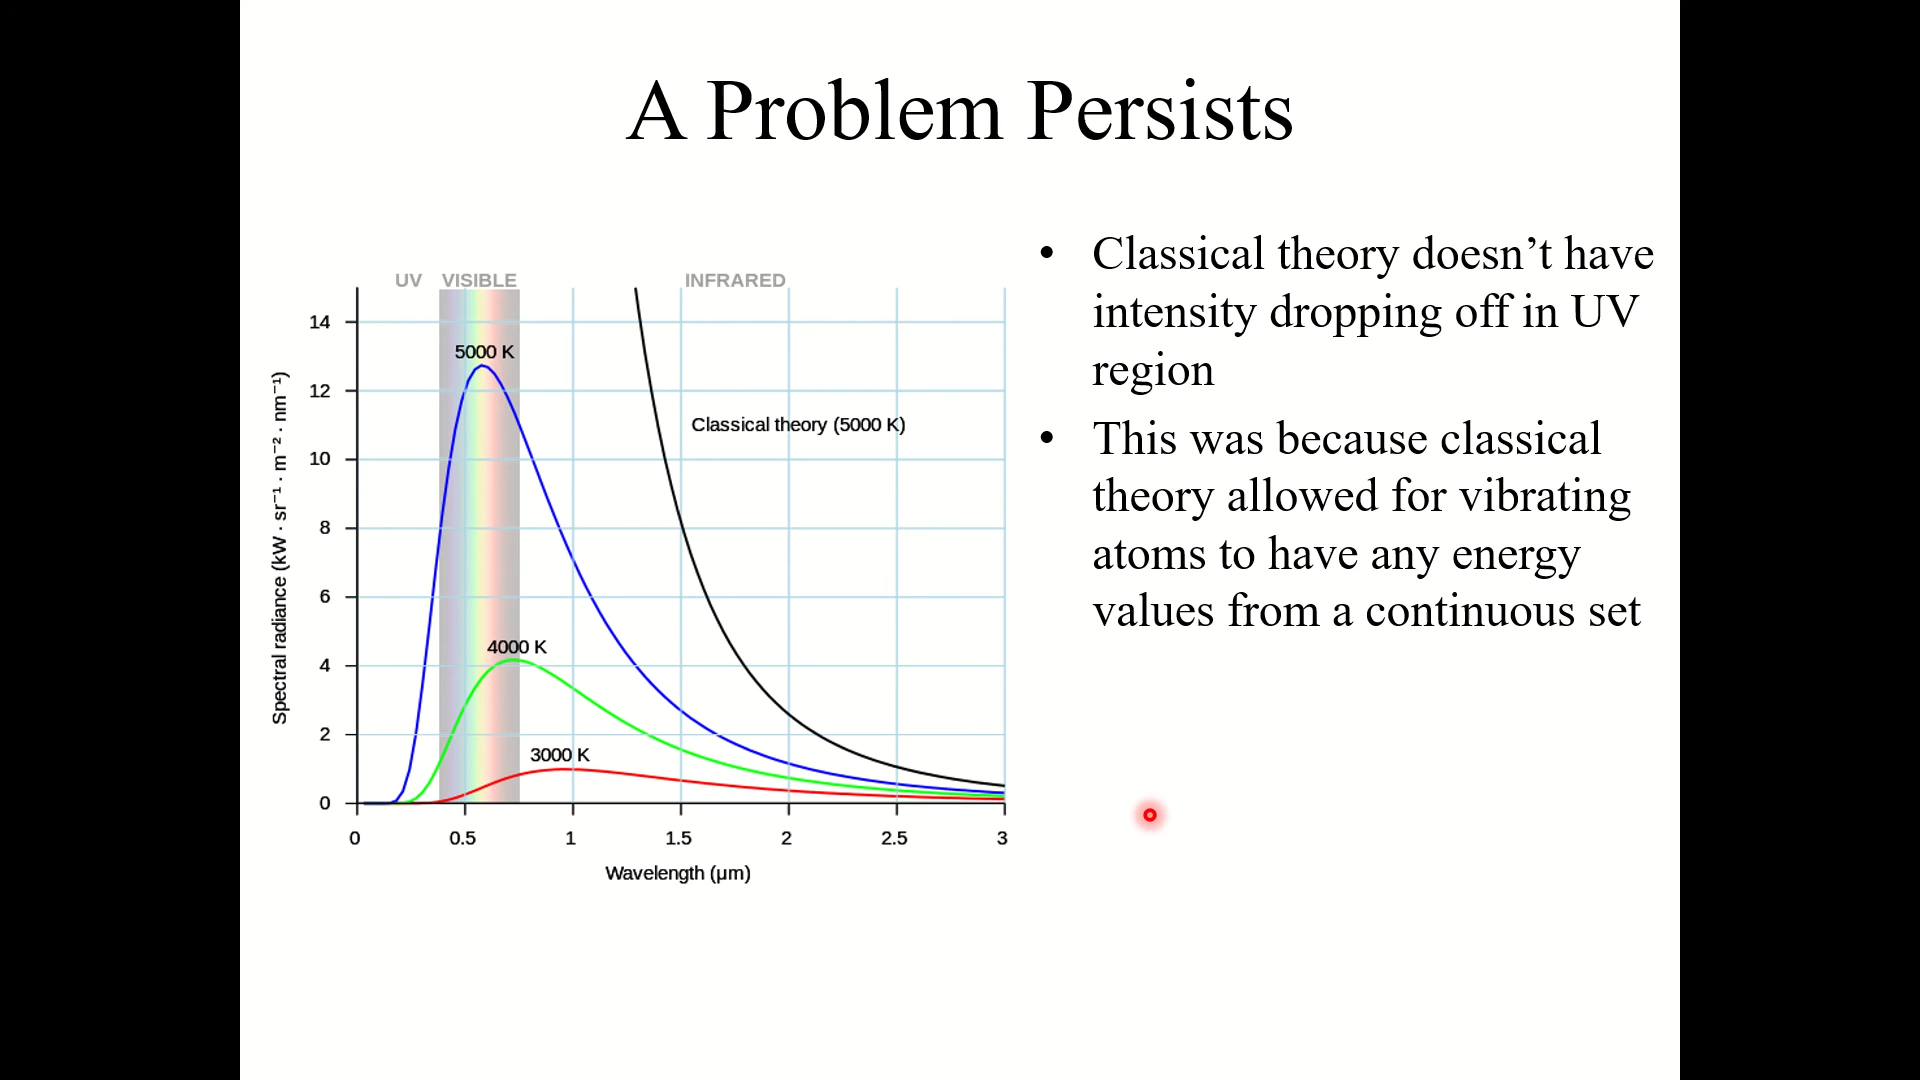 A Problem Persists
UV VISIBLE INFRARED
14
12
10
8
6
4
2
0
Spectral radiance (kW · sr⁻¹ · m⁻² · nm⁻¹)
5000 K
Classical theory (5000 K)
4000 K
3000 K
0 0.5 1 1.5 2 2.5 3
Wavelength (μm)
• Classical theory doesn’t have
intensity dropping off in UV
region
• This was because classical
theory allowed for vibrating
atoms to have any energy
values from a continuous set